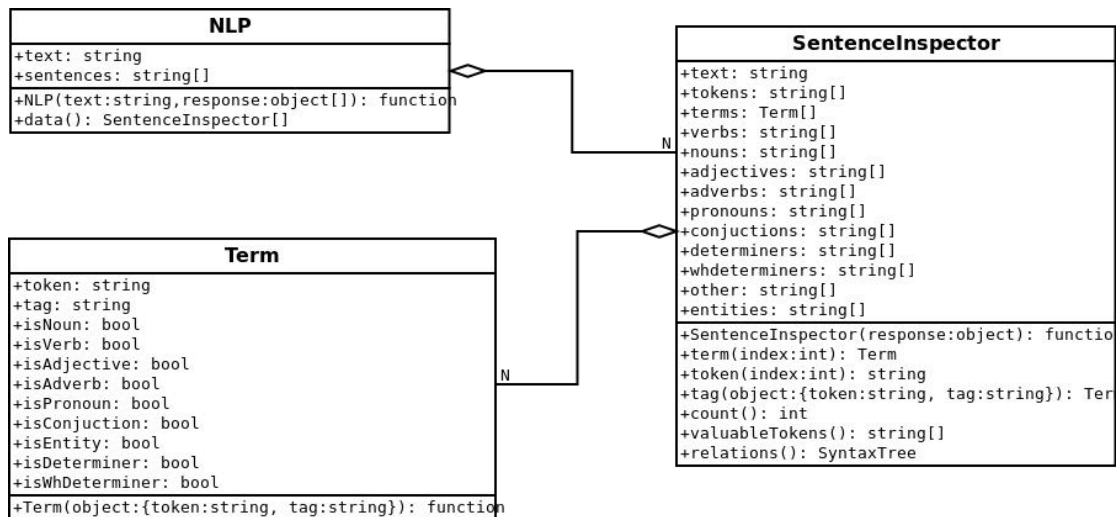 NLP
+text: string
+sentences: string[]
+NLP(text:string,response:object[]): function
+data(): SentenceInspector[]
SentenceInspector
+text: string
+tokens: string[]
+terms: Term[]
+verbs: string[]
+nouns: string[]
+adjectives: string[]
+adverbs: string[]
+pronouns: string[]
+conjuctions: string[]
+determiners: string[]
+whdeterminers: string[]
+other: string[]
+entities: string[]
+SentenceInspector(response:object): functio
+term(index:int): Term
+token(index:int): string
+tag(object:{token:string, tag:string}): Ter
+count(): int
+valuableTokens(): string[]
+relations(): SyntaxTree
N
Term
+token: string
+tag: string
+isNoun: bool
+isVerb: bool
+isAdjective: bool
+isAdverb: bool
+isPronoun: bool
+isConjuction: bool
+isEntity: bool
+isDeterminer: bool
+isWhDeterminer: bool
+Term(object:{token:string, tag:string}): function
N